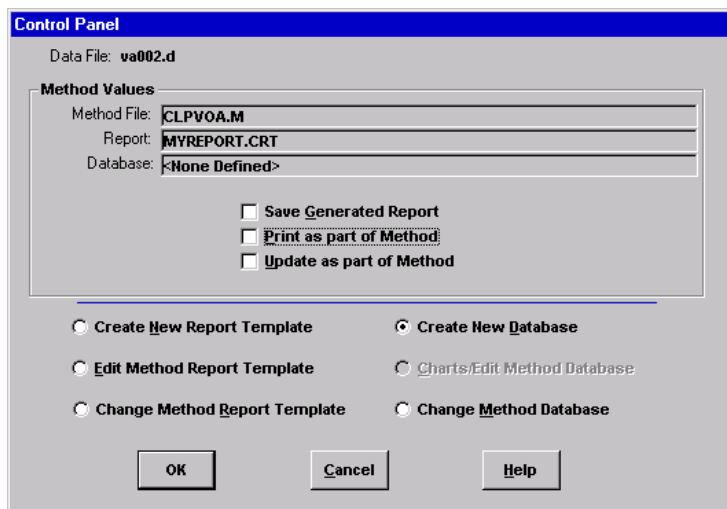 Control Panel
Data File: va002.d
Method Values
Method File: CLPVOA.M
Report: MYREPORT.CRT
Database: <None Defined>
Save Generated Report
Print as part of Method
Update as part of Method
Create New Report Template
Create New Database
Edit Method Report Template
Charts/Edit Method Database
Change Method Report Template
Change Method Database
OK
Cancel
Help